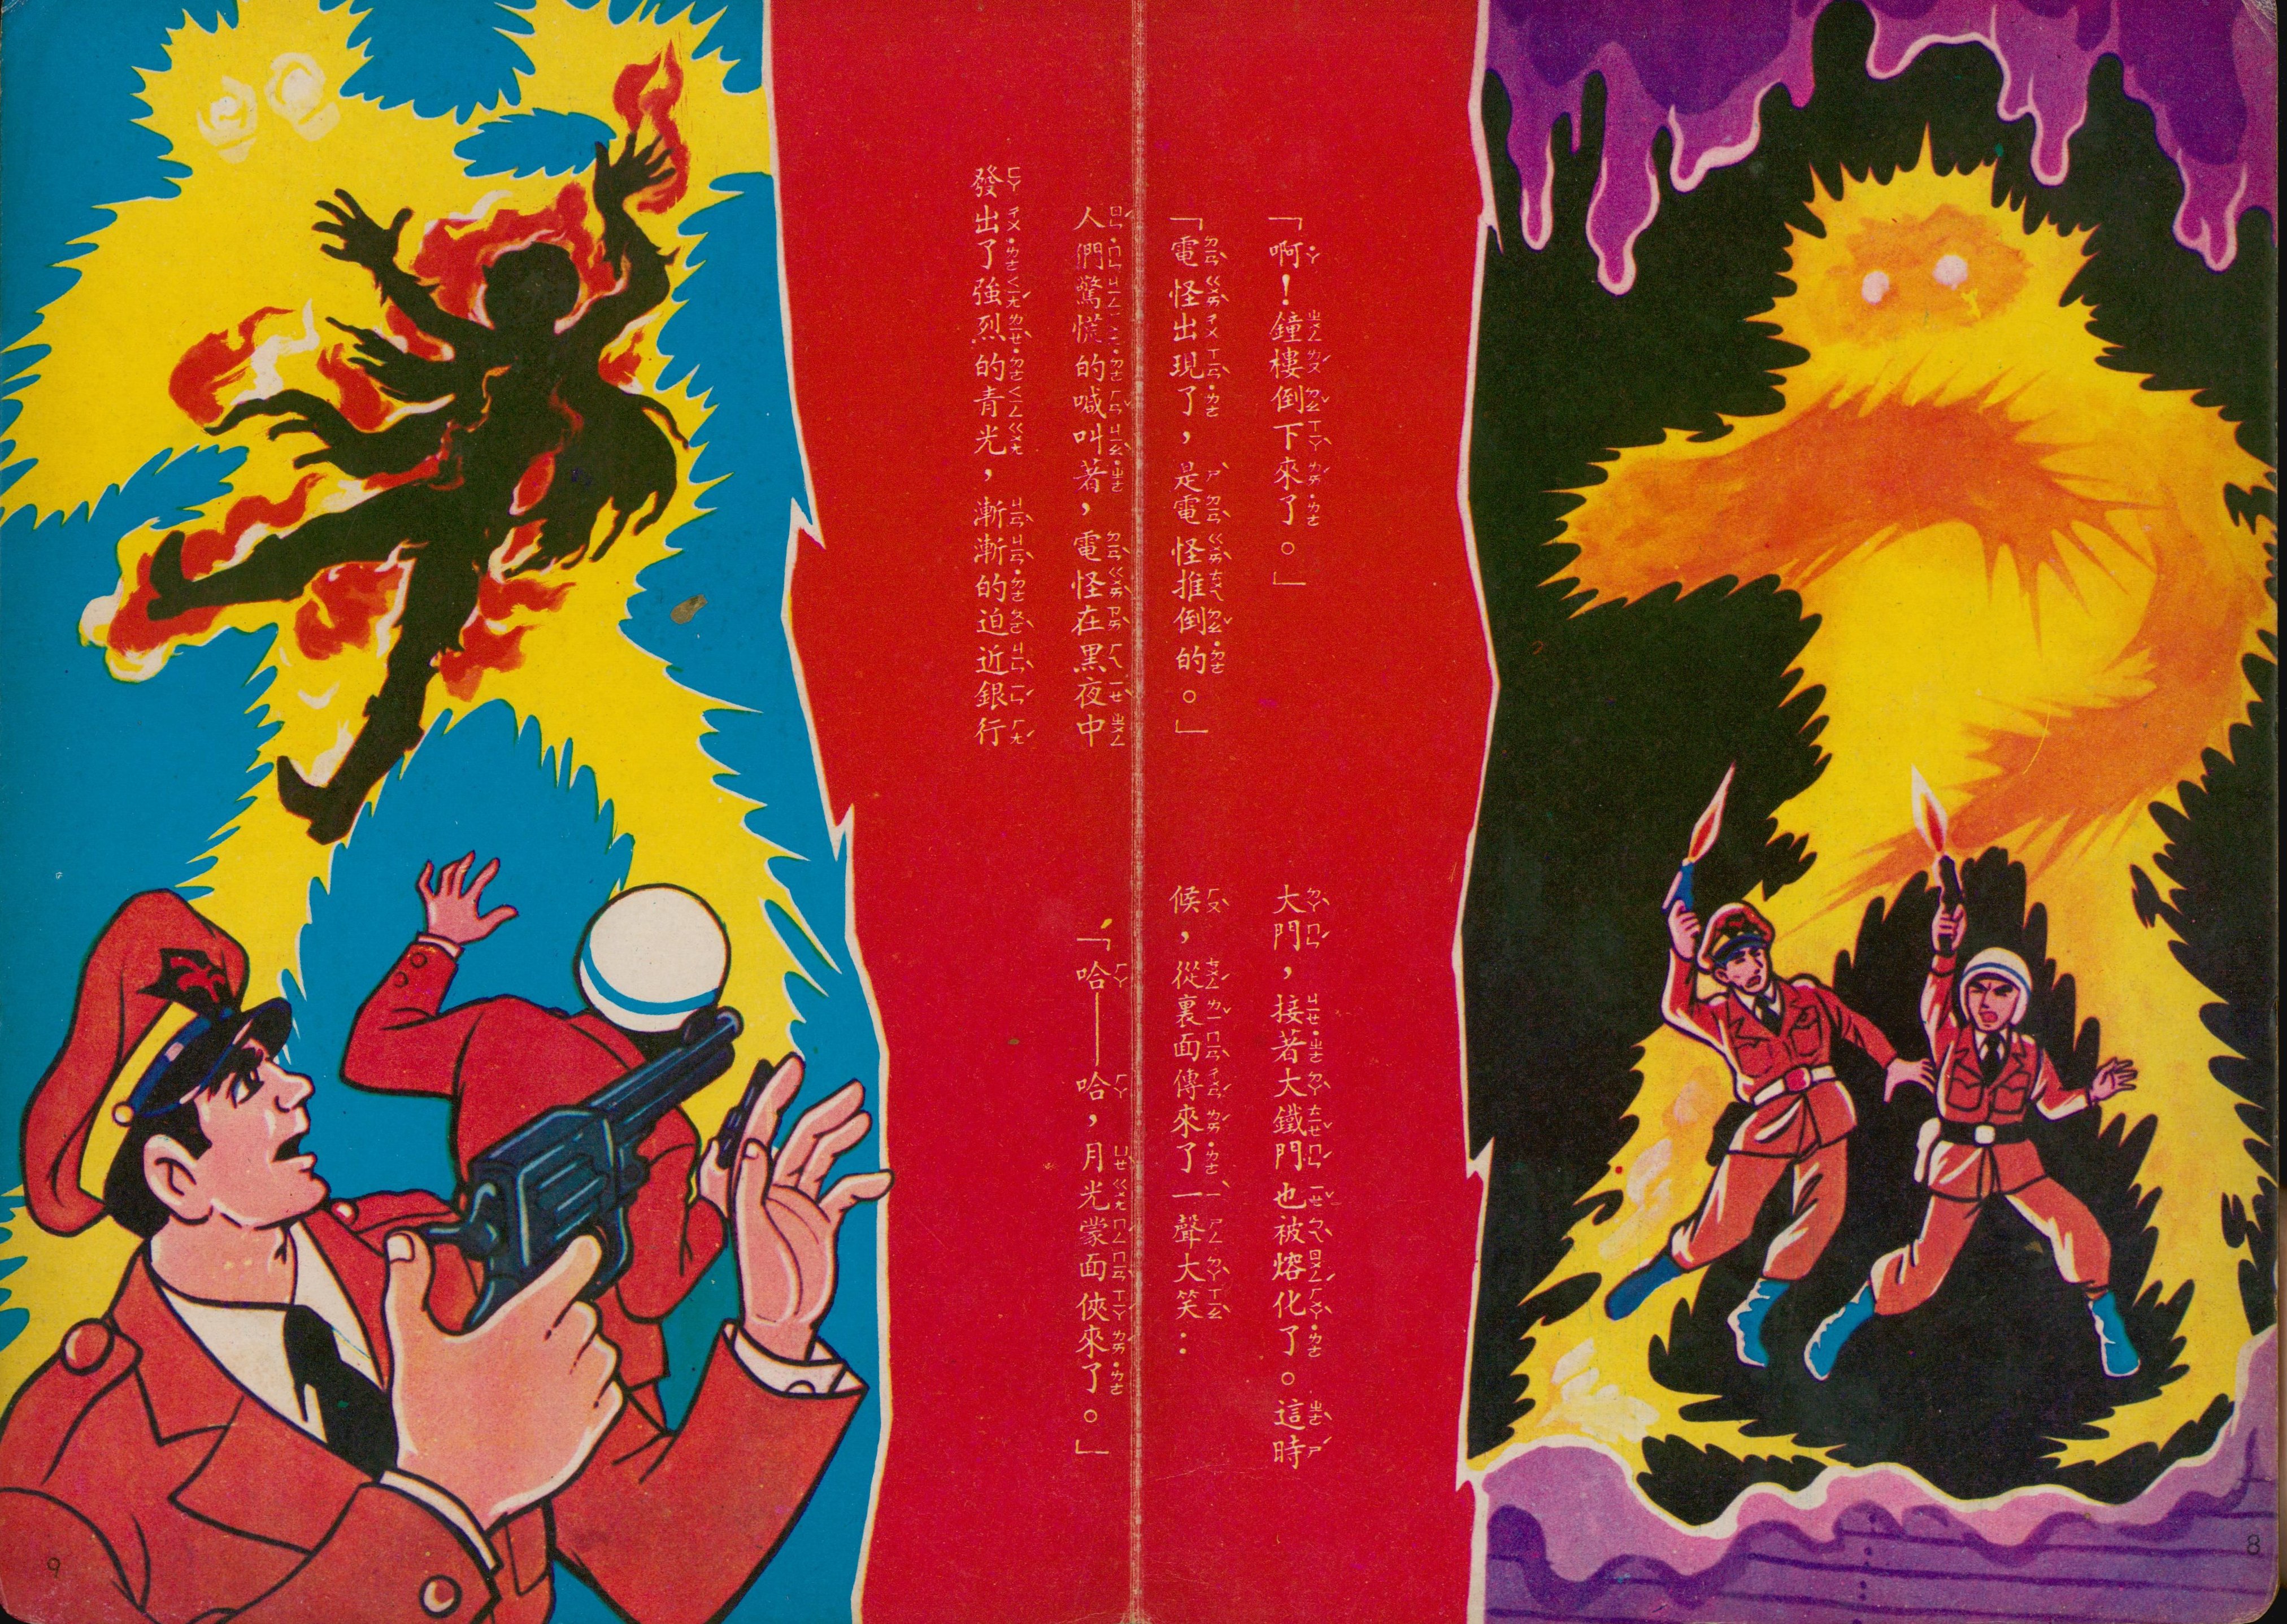 「啊！鐘樓倒下來了。」
「電怪出現了，是電怪推倒的。」
人們驚慌的喊叫著，電怪在黑夜中
發出了強烈的青光，漸漸的迫近銀行
大門，接著大鐵門也被熔化了。這時
候，從裏面傳來了一聲大笑：
「哈——哈，月光蒙面俠來了。」
8
9